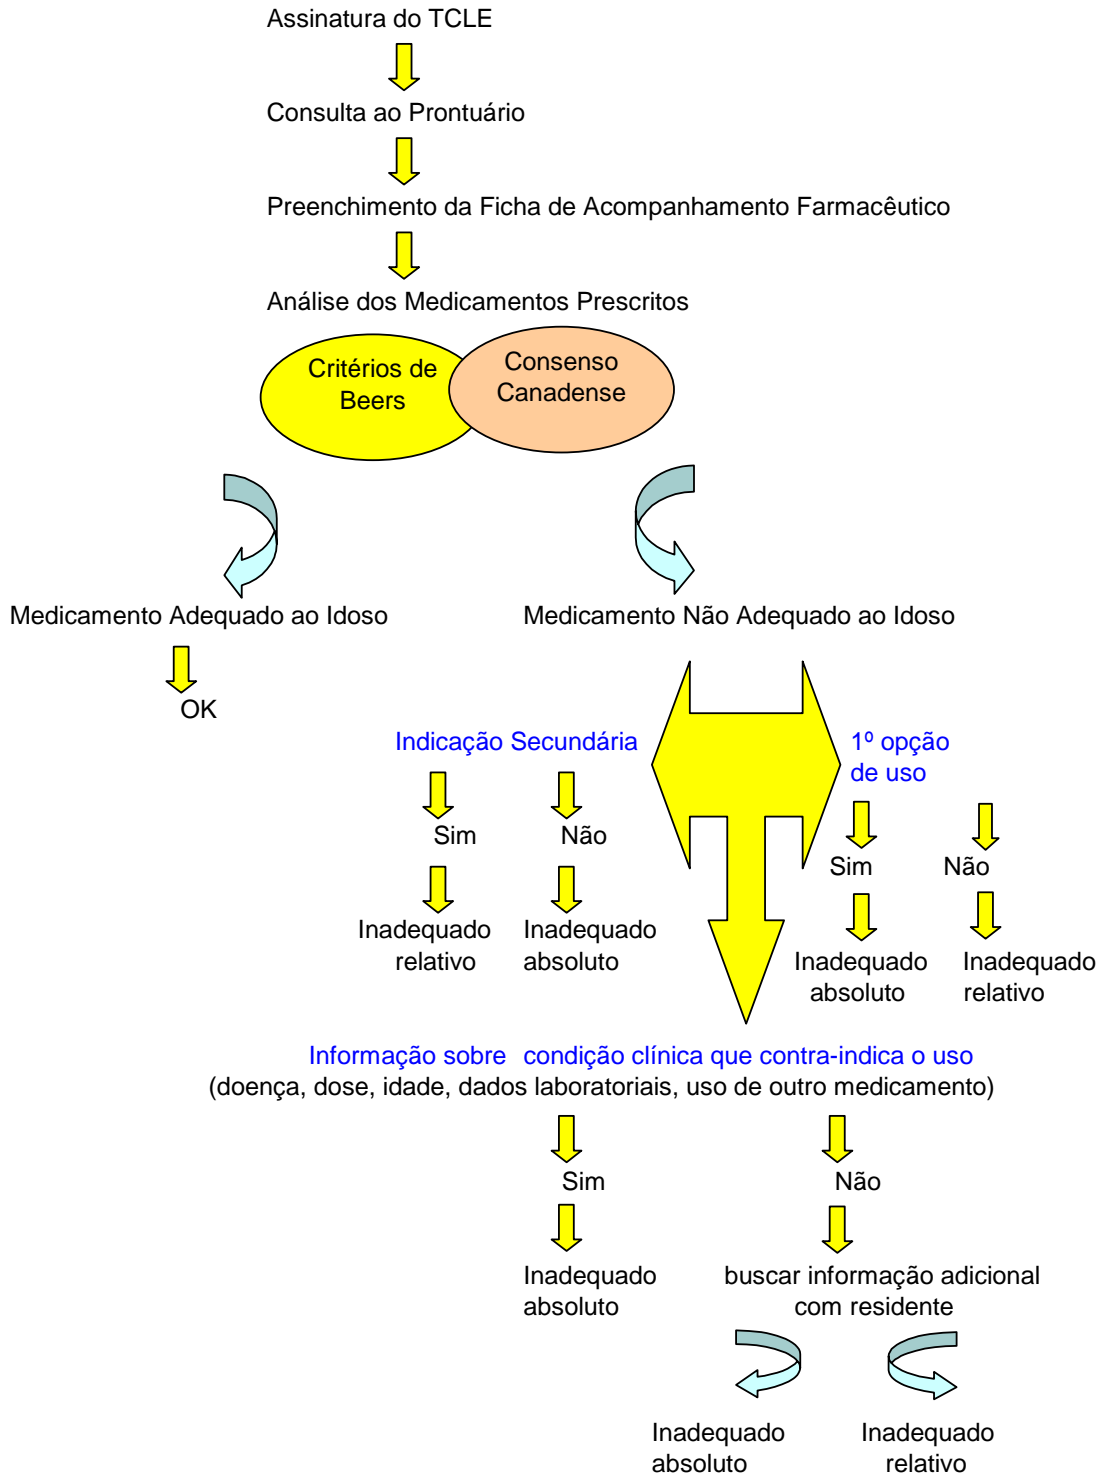 Assinatura do TCLE
Consulta ao Prontuário
Preenchimento da Ficha de Acompanhamento Farmacêutico
Análise dos Medicamentos Prescritos
Critérios de
Beers
Consenso
Canadense
Medicamento Adequado ao Idoso
OK
Medicamento Não Adequado ao Idoso
Indicação Secundária
Sim
Não
Inadequado
relativo
Inadequado
absoluto
1º opção
de uso
Sim
Não
Inadequado
absoluto
Inadequado
relativo
Informação sobre condição clínica que contra-indica o uso
(doença, dose, idade, dados laboratoriais, uso de outro medicamento)
Sim
Não
Inadequado
absoluto
buscar informação adicional
com residente
Inadequado
absoluto
Inadequado
relativo